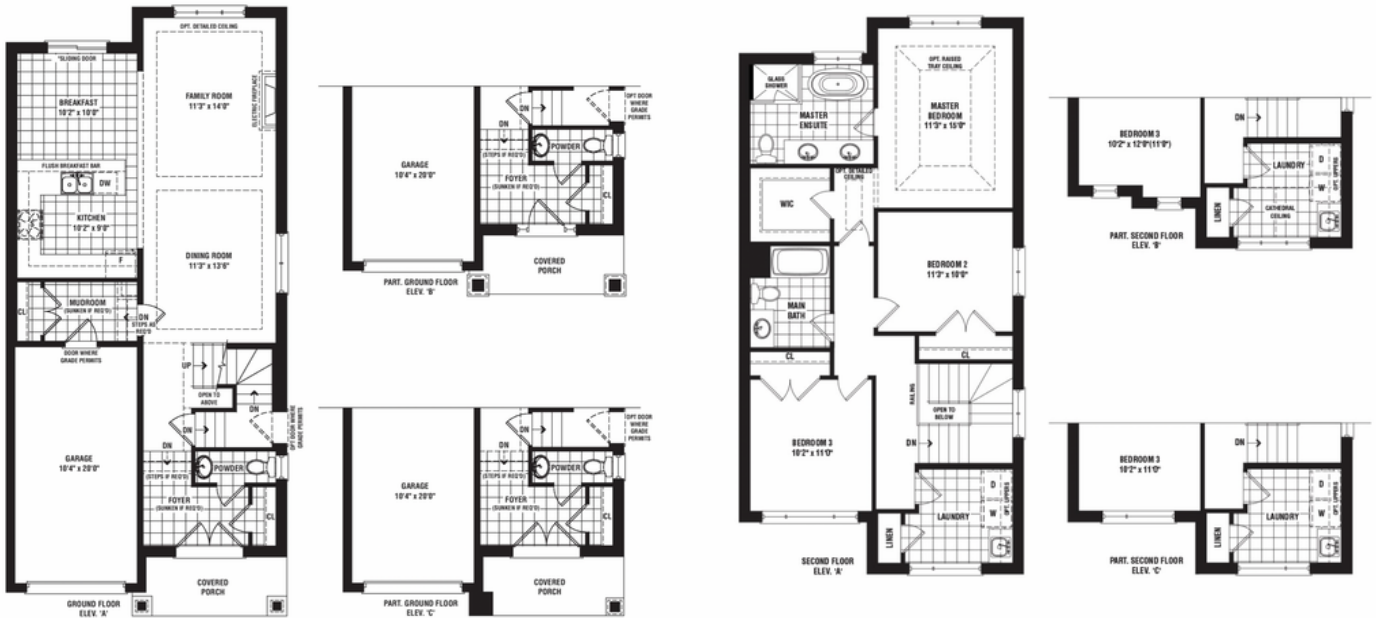 OPT. DETAILED CEILING
*SLIDING DOOR
BREAKFAST
10'2" x 10'0"
FAMILY ROOM
11'3" x 14'0"
ELECTRIC FIREPLACE
FLUSH BREAKFAST BAR
DW
KITCHEN
10'2" x 9'0"
F
DINING ROOM
11'3" x 13'6"
CL
MUDROOM
(SUNKEN IF REQ'D)
DN
STEPS AS
REQ'D
DOOR WHERE
GRADE PERMITS
UP
OPEN TO
ABOVE
DN
DN
OPT DOOR WHERE
GRADE PERMITS
GARAGE
10'4" x 20'0"
DN
(STEPS IF REQ'D)
POWDER
FOYER
(SUNKEN IF REQ'D)
CL
COVERED
PORCH
GROUND FLOOR
ELEV. 'A'
OPT DOOR
WHERE
GRADE
PERMITS
DN
DN
(STEPS IF REQ'D)
POWDER
GARAGE
10'4" x 20'0"
FOYER
(SUNKEN IF REQ'D)
CL
COVERED
PORCH
PART. GROUND FLOOR
ELEV. 'B'
OPT DOOR
WHERE
GRADE
PERMITS
DN
DN
(STEPS IF REQ'D)
POWDER
GARAGE
10'4" x 20'0"
FOYER
(SUNKEN IF REQ'D)
CL
COVERED
PORCH
PART. GROUND FLOOR
ELEV. 'C'
GLASS
SHOWER
MASTER
ENSUITE
OPT. RAISED
TRAY CEILING
MASTER
BEDROOM
11'3" x 15'0"
OPT. DETAILED
CEILING
WIC
BEDROOM 2
11'3" x 10'0"
MAIN
BATH
CL
CL
RAILING
OPEN TO
BELOW
DN
BEDROOM 3
10'2" x 11'0"
D
W
OPT. UPPERS
LAUNDRY
LINEN
SECOND FLOOR
ELEV. 'A'
BEDROOM 3
10'2" x 12'0"(11'0")
DN
LAUNDRY
D
W
OPT. UPPERS
LINEN
CATHEDRAL
CEILING
PART. SECOND FLOOR
ELEV. 'B'
BEDROOM 3
10'2" x 11'0"
DN
D
W
OPT. UPPERS
LAUNDRY
LINEN
PART. SECOND FLOOR
ELEV. 'C'